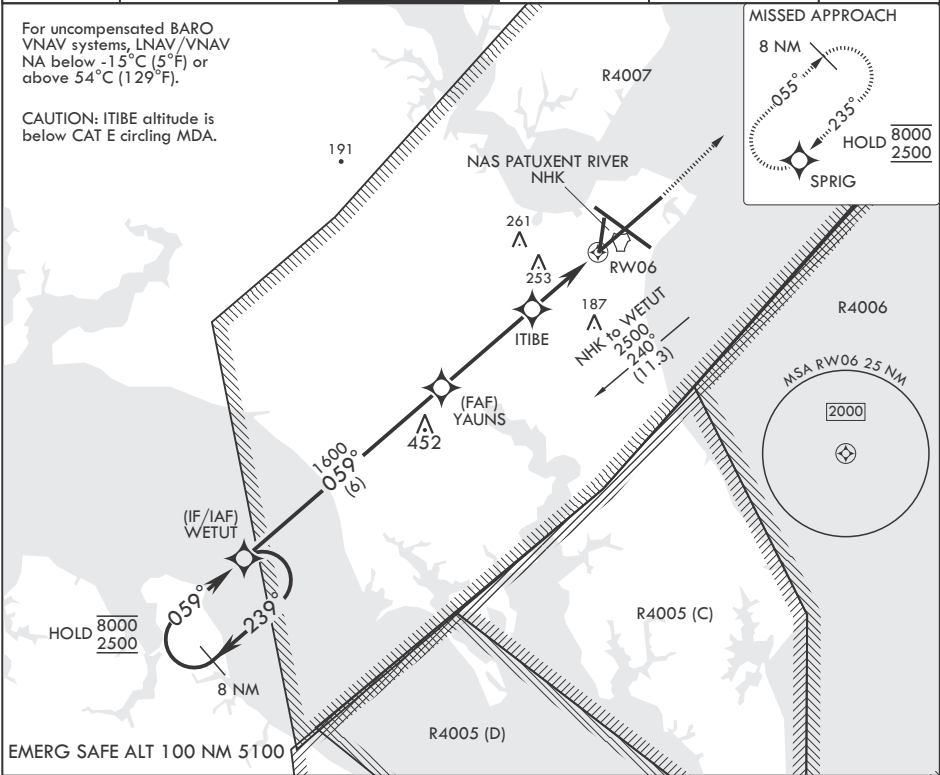 For uncompensated BARO
VNAV systems, LNAV/VNAV
NA below -15°C (5°F) or
above 54°C (129°F).
CAUTION: ITIBE altitude is
below CAT E circling MDA.
MISSED APPROACH
8 NM
055°
235°
HOLD 8000
2500
SPRIG
R4007
191
NAS PATUXENT RIVER
NHK
261
253
RW06
187
ITIBE
NHK to WETUT
2500
240°
(11.3)
R4006
MSA RW06 25 NM
2000
(FAF)
YAUNS
452
1600
059°
(6)
(IF/IAF)
WETUT
059°
239°
HOLD 8000
2500
8 NM
R4005 (C)
R4005 (D)
EMERG SAFE ALT 100 NM 5100